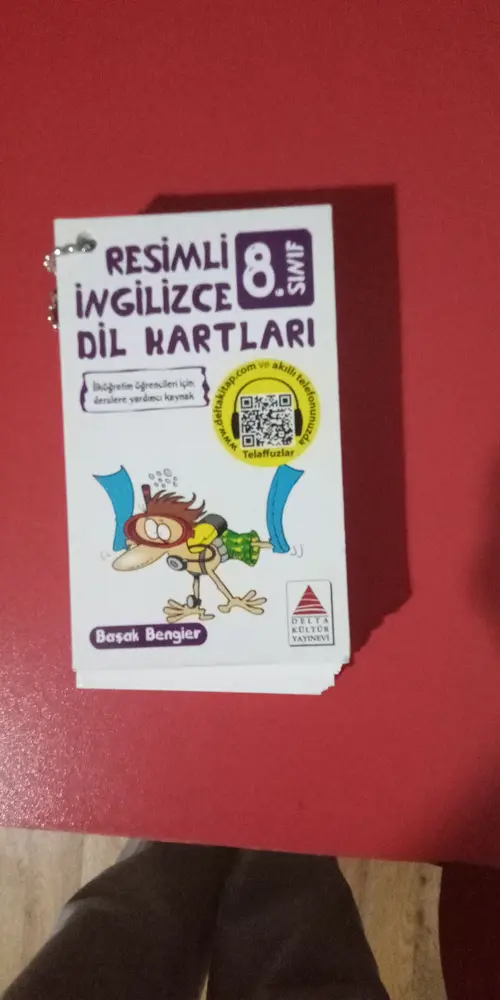 RESİMLİ
İNGİLİZCE
DİL KARTLARI
8. SINIF
İlköğretim öğrencileri için
derslere yardımcı kaynak
www.deltakitap.com ve akıllı telefonunuzda
Telaffuzlar
Başak Bengier
DELTA
KÜLTÜR
YAYINEVİ